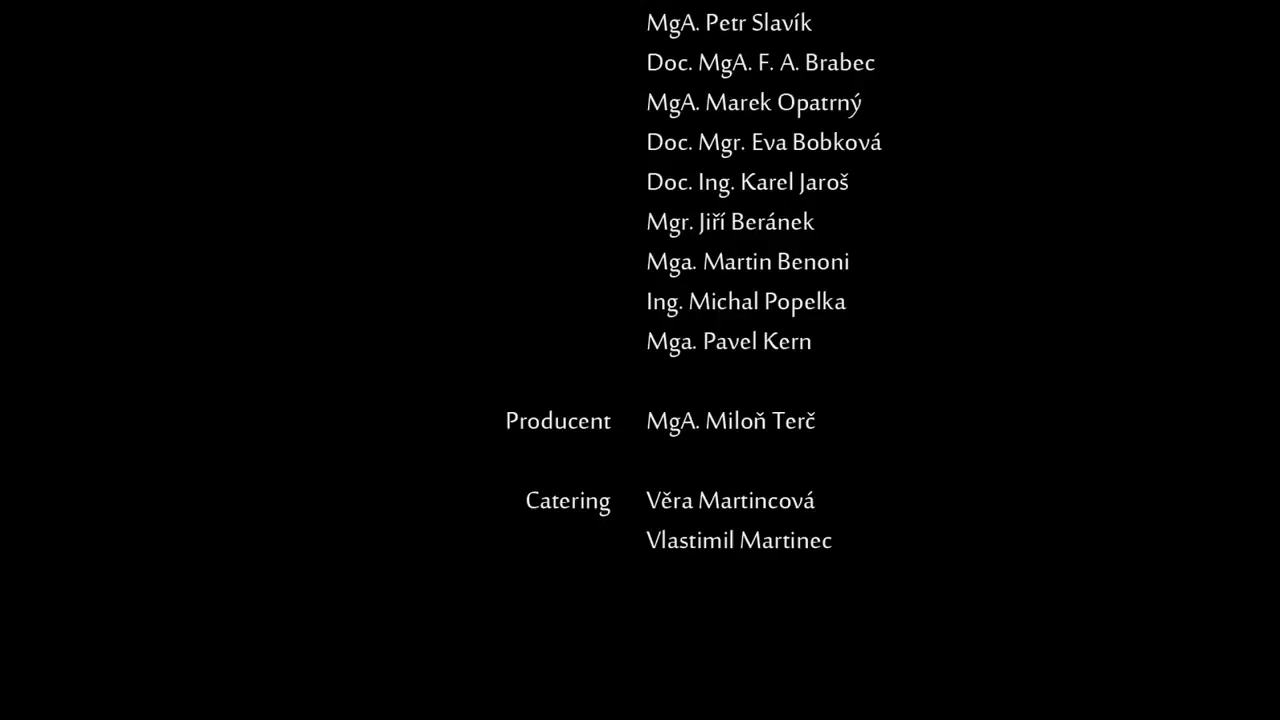 MgA. Petr Slavík
Doc. MgA. F. A. Brabec
MgA. Marek Opatrný
Doc. Mgr. Eva Bobková
Doc. Ing. Karel Jaroš
Mgr. Jiří Beránek
Mga. Martin Benoni
Ing. Michal Popelka
Mga. Pavel Kern
Producent MgA. Miloň Terč
Catering Věra Martincová
Vlastimil Martinec